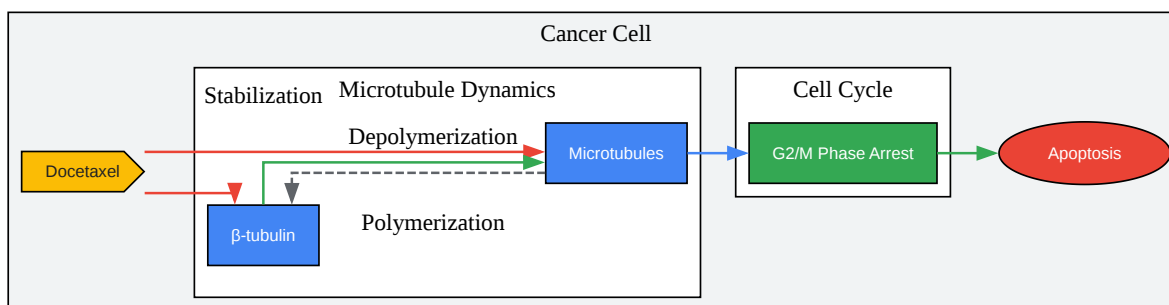 Cancer Cell
Stabilization
Microtubule Dynamics
Cell Cycle
Depolymerization
Docetaxel
Microtubules
G2/M Phase Arrest
Apoptosis
β-tubulin
Polymerization